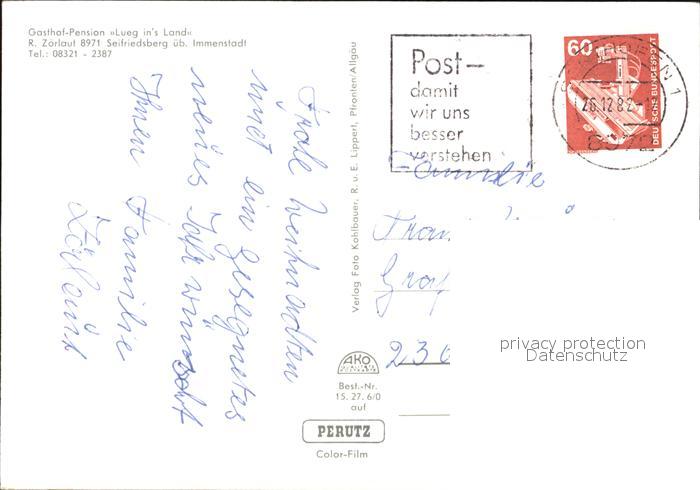 Gasthof-Pension »Lueg in's Land«
R. Zörlaut 8971 Seifriedsberg üb. Immenstadt
Tel.: 08321 - 2387
Frohe Weihnachten
und ein gesegnetes
neues Jahr wünscht
Ihnen Familie
Zörlaut
Verlag Foto Kohlbauer, R. u. E. Lippert, Pfronten/Allgäu
AKO
Best.-Nr.
15. 27. 6/0
auf
PERUTZ
Color-Film
Post–
damit
wir uns
besser
verstehen
60
DEUTSCHE BUNDESPOST
26.12.82
Familie
privacy protection
Datenschutz